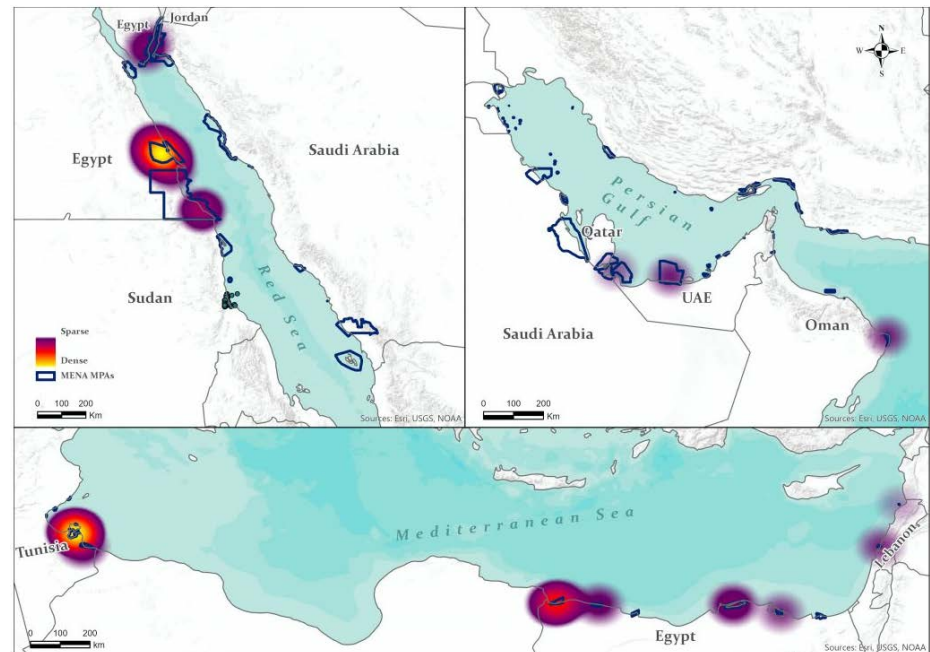 Egypt
Jordan
Egypt
Saudi Arabia
Red Sea
Sudan
Sparse
Dense
MENA MPAs
0 100 200
Km
Sources: Esri, USGS, NOAA
N
W E
S
Persian
Gulf
Qatar
UAE
Oman
Saudi Arabia
0 100 200
Km
Sources: Esri, USGS, NOAA
Mediterranean Sea
Tunisia
Lebanon
Egypt
0 100 200
km
Sources: Esri, USGS, NOAA